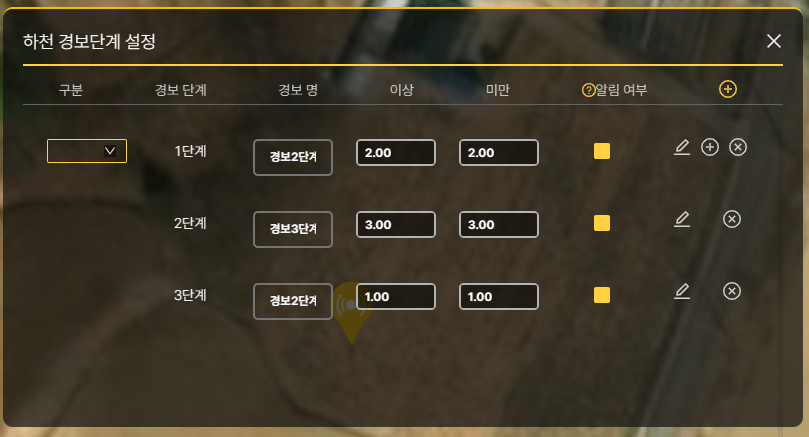 하천 경보단계 설정
구분 경보 단계 경보 명 이상 미만 ?알림 여부
1단계 경보2단계 2.00 2.00
2단계 경보3단계 3.00 3.00
3단계 경보2단계 1.00 1.00